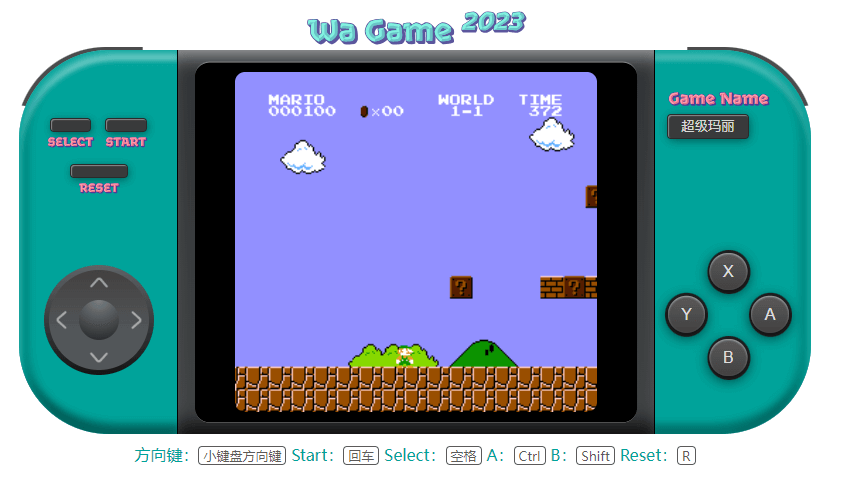 Wa Game 2023
MARIO WORLD TIME
000100 ×00 1-1 372
SELECT START
RESET
Game Name
超级玛丽
?
? ?
X
Y A
B
方向键：小键盘方向键 Start：回车 Select：空格 A：Ctrl B：Shift Reset：R